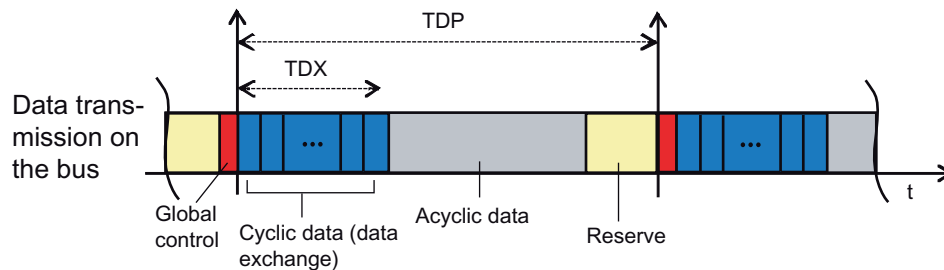 TDP
TDX
Data trans-
mission on
the bus
...
...
t
Global
control
Cyclic data (data
exchange)
Acyclic data
Reserve